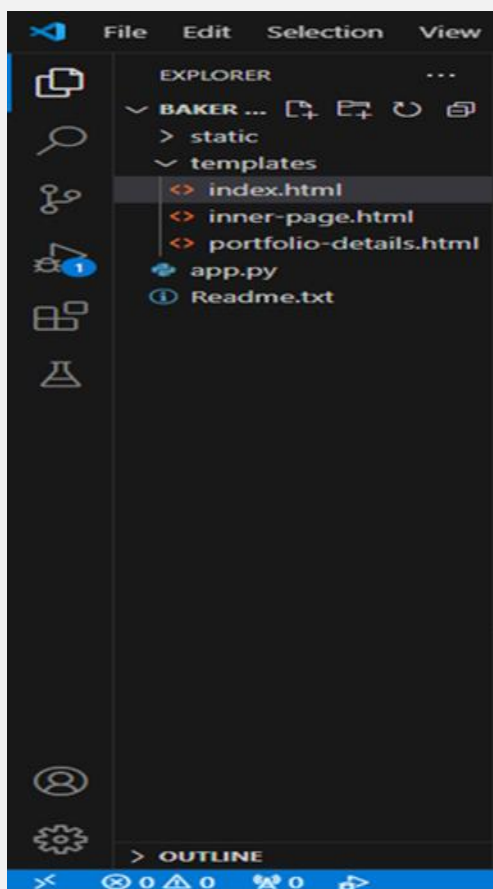 File Edit Selection View
EXPLORER ...
BAKER ...
static
templates
index.html
inner-page.html
portfolio-details.html
app.py
1
Readme.txt
OUTLINE
0 0 0